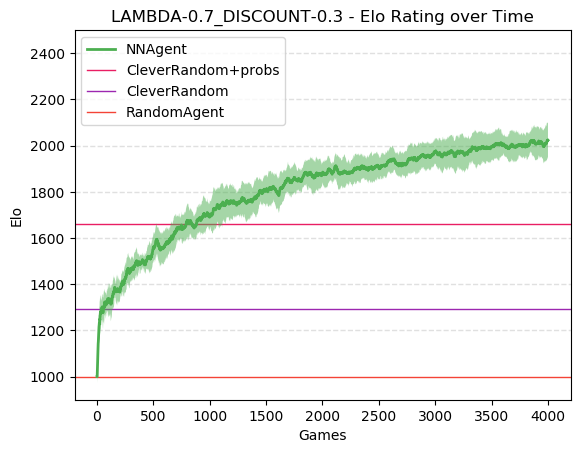 LAMBDA-0.7_DISCOUNT-0.3 - Elo Rating over Time
NNAgent
CleverRandom+probs
CleverRandom
RandomAgent
2400
2200
2000
1800
1600
1400
1200
1000
Elo
0
500
1000
1500
2000
2500
3000
3500
4000
Games